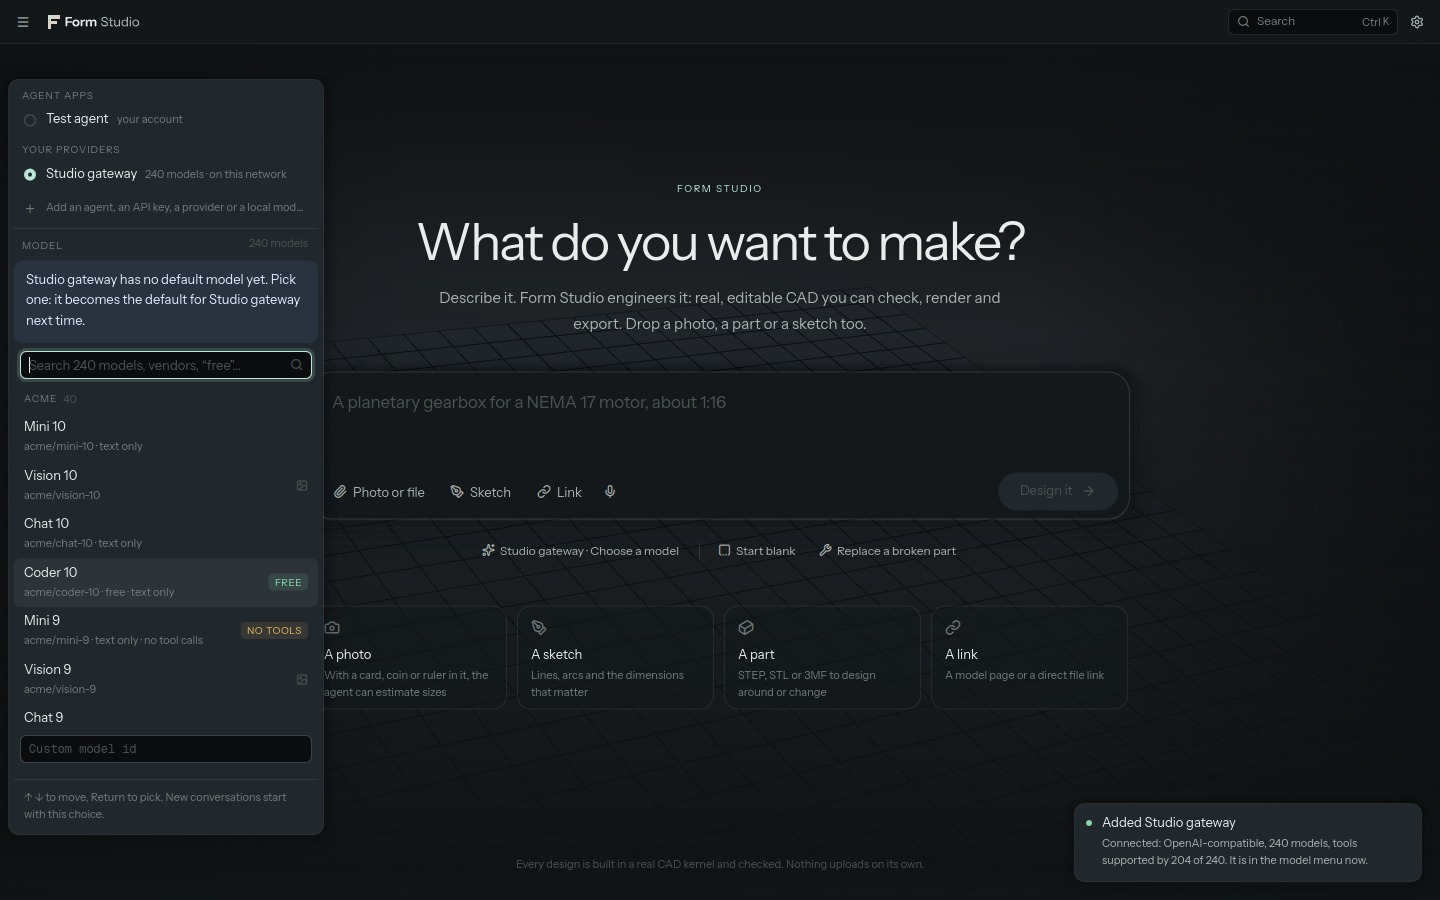 Form Studio
Search
Ctrl K
AGENT APPS
Test agent your account
YOUR PROVIDERS
Studio gateway 240 models · on this network
Add an agent, an API key, a provider or a local mod...
MODEL
240 models
Studio gateway has no default model yet. Pick
one: it becomes the default for Studio gateway
next time.
Search 240 models, vendors, “free”...
ACME 40
Mini 10
acme/mini-10 · text only
Vision 10
acme/vision-10
Chat 10
acme/chat-10 · text only
Coder 10
acme/coder-10 · free · text only
FREE
Mini 9
acme/mini-9 · text only · no tool calls
NO TOOLS
Vision 9
acme/vision-9
Chat 9
Custom model id
↑ ↓ to move, Return to pick. New conversations start
with this choice.
FORM STUDIO
What do you want to make?
Describe it. Form Studio engineers it: real, editable CAD you can check, render and
export. Drop a photo, a part or a sketch too.
A planetary gearbox for a NEMA 17 motor, about 1:16
Photo or file
Sketch
Link
Design it
Studio gateway · Choose a model
Start blank
Replace a broken part
A photo
With a card, coin or ruler in it, the
agent can estimate sizes
A sketch
Lines, arcs and the dimensions
that matter
A part
STEP, STL or 3MF to design
around or change
A link
A model page or a direct file link
Every design is built in a real CAD kernel and checked. Nothing uploads on its own.
Added Studio gateway
Connected: OpenAI-compatible, 240 models, tools
supported by 204 of 240. It is in the model menu now.